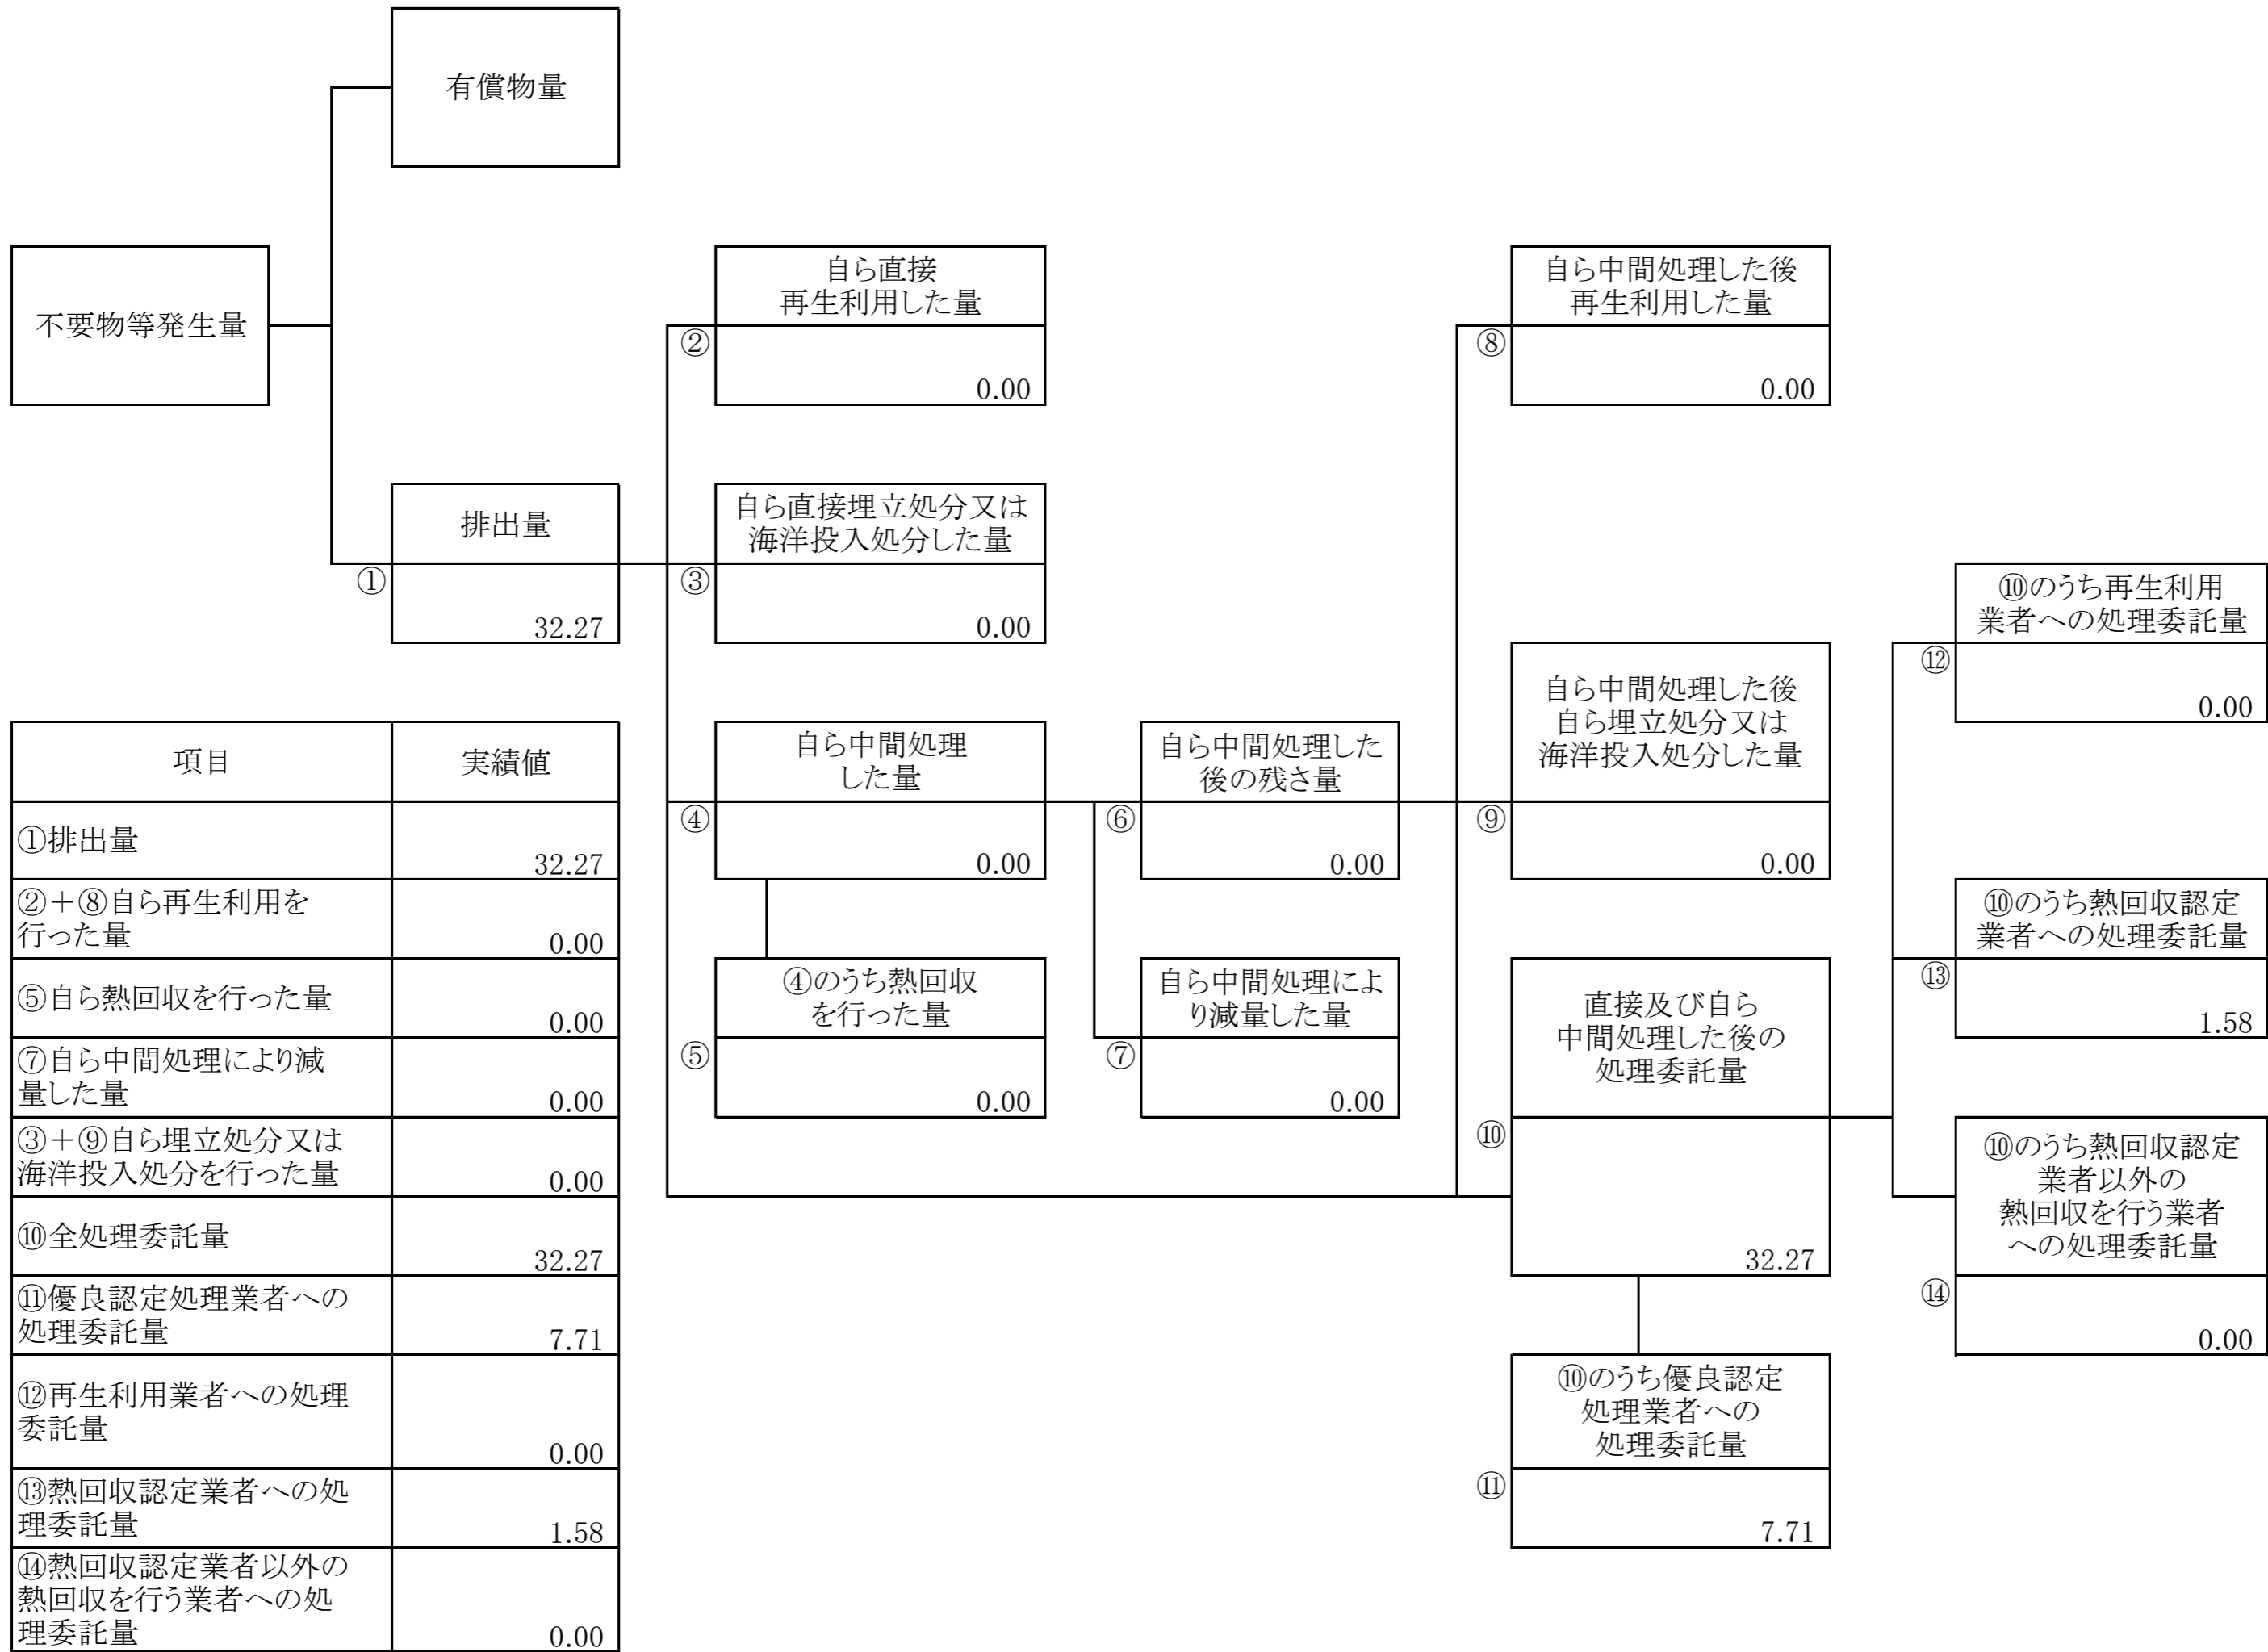 有償物量
不要物等発生量
自ら直接
再生利用した量
②
0.00
自ら中間処理した後
再生利用した量
⑧
0.00
排出量
①
32.27
自ら直接埋立処分又は
海洋投入処分した量
③
0.00
⑩のうち再生利用
業者への処理委託量
⑫
0.00
自ら中間処理
した量
④
0.00
自ら中間処理した
後の残さ量
⑥
0.00
自ら中間処理した後
自ら埋立処分又は
海洋投入処分した量
⑨
0.00
⑩のうち熱回収認定
業者への処理委託量
⑬
1.58
④のうち熱回収
を行った量
⑤
0.00
自ら中間処理によ
り減量した量
⑦
0.00
直接及び自ら
中間処理した後の
処理委託量
⑩
32.27
⑩のうち熱回収認定
業者以外の
熱回収を行う業者
への処理委託量
⑭
0.00
⑩のうち優良認定
処理業者への
処理委託量
⑪
7.71
項目 実績値
①排出量
32.27
②+⑧自ら再生利用を
行った量
0.00
⑤自ら熱回収を行った量
0.00
⑦自ら中間処理により減
量した量
0.00
③+⑨自ら埋立処分又は
海洋投入処分を行った量
0.00
⑩全処理委託量
32.27
⑪優良認定処理業者への
処理委託量
7.71
⑫再生利用業者への処理
委託量
0.00
⑬熱回収認定業者への処
理委託量
1.58
⑭熱回収認定業者以外の
熱回収を行う業者への処
理委託量
0.00